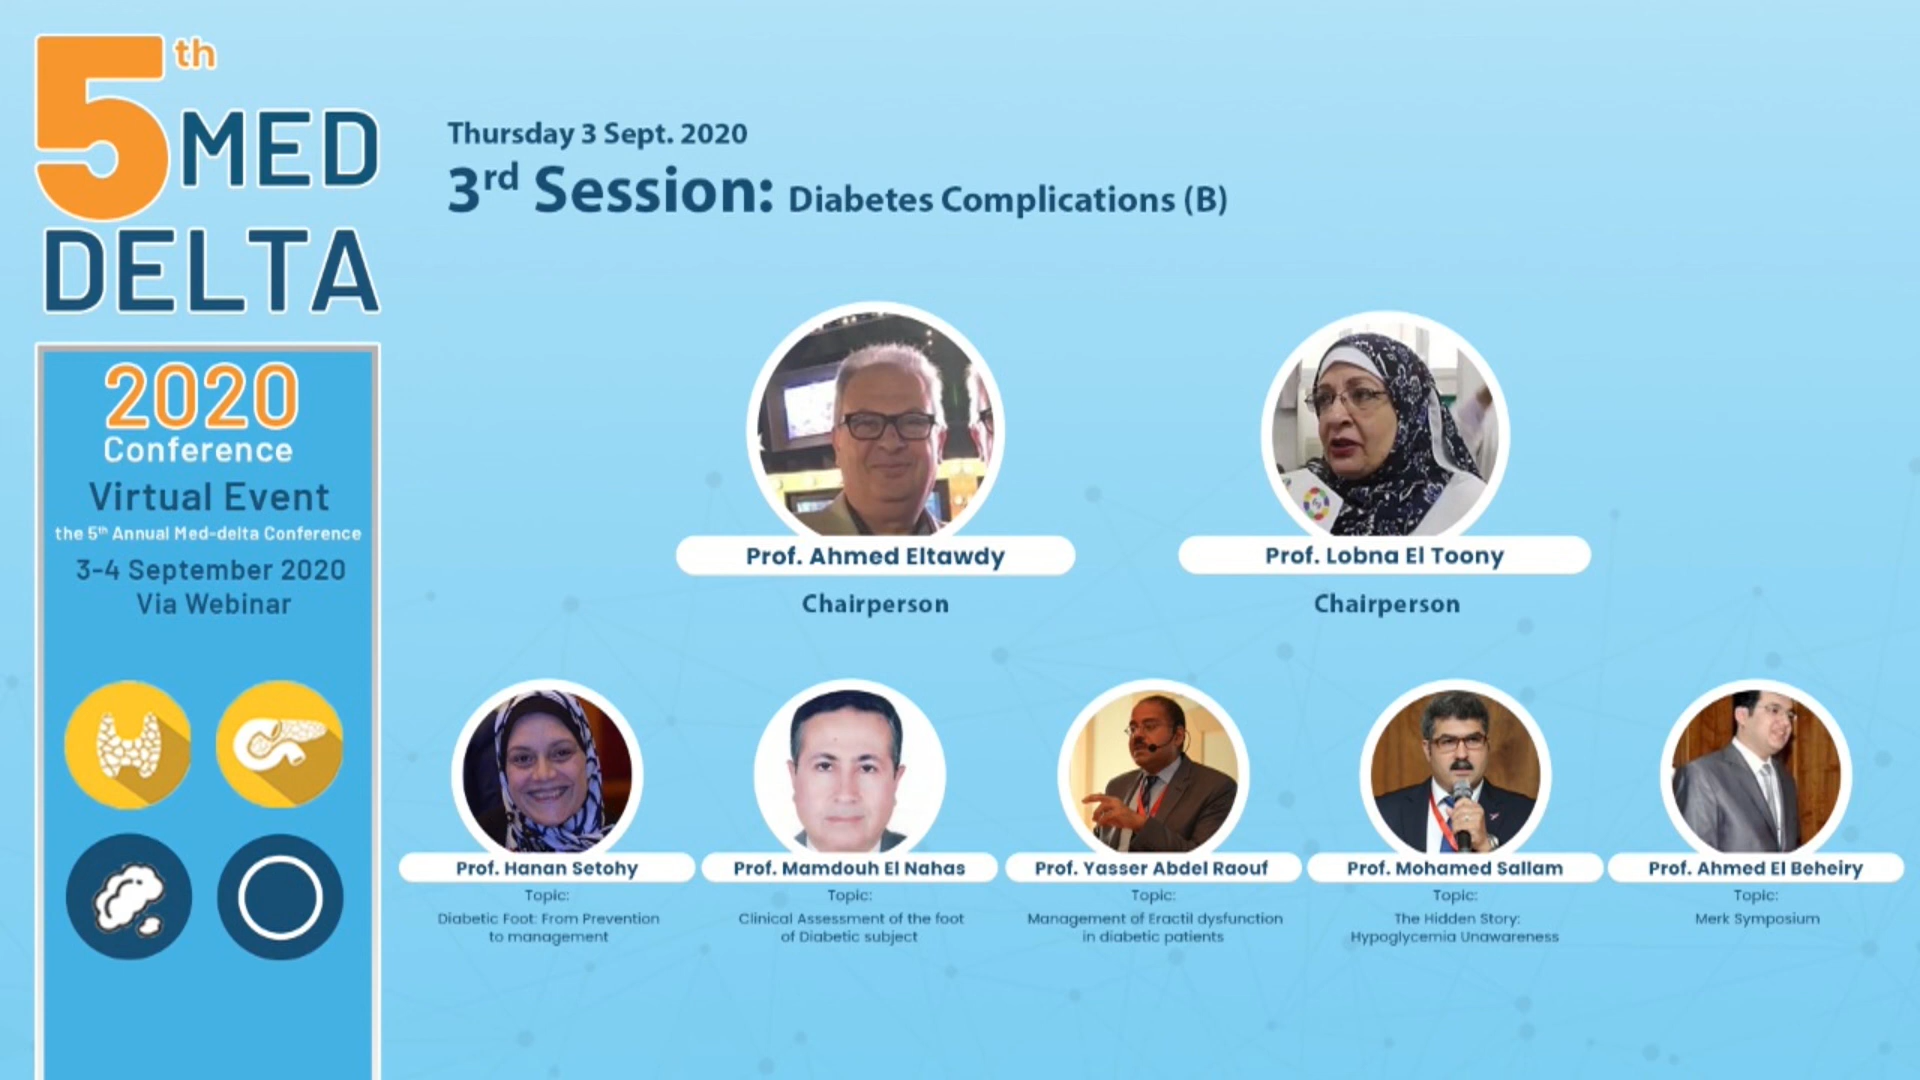 5th
MED
DELTA
2020
Conference
Virtual Event
the 5th Annual Med-delta Conference
3-4 September 2020
Via Webinar
Thursday 3 Sept. 2020
3rd Session: Diabetes Complications (B)
Prof. Ahmed Eltawdy
Chairperson
Prof. Lobna El Toony
Chairperson
Prof. Hanan Setohy
Topic:
Diabetic Foot: From Prevention
to management
Prof. Mamdouh El Nahas
Topic:
Clinical Assessment of the foot
of Diabetic subject
Prof. Yasser Abdel Raouf
Topic:
Management of Eractil dysfunction
in diabetic patients
Prof. Mohamed Sallam
Topic:
The Hidden Story:
Hypoglycemia Unawareness
Prof. Ahmed El Beheiry
Topic:
Merk Symposium